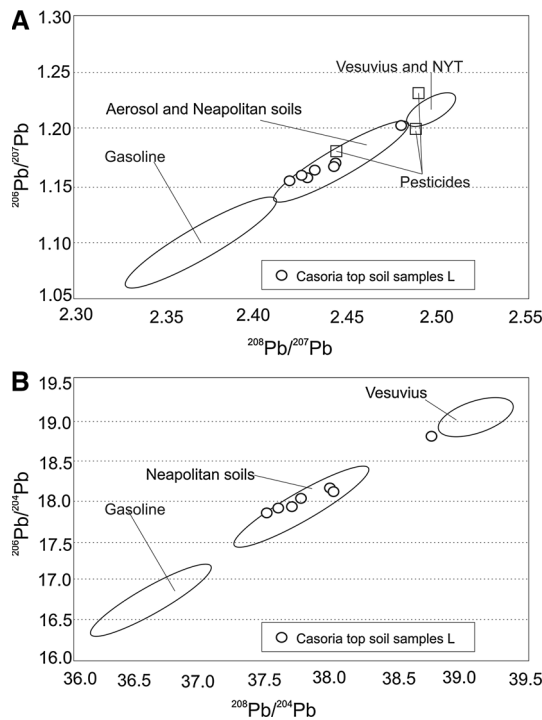 A
1.30
1.25
1.20
1.15
1.10
1.05
²⁰⁶Pb/²⁰⁷Pb
Vesuvius and NYT
Aerosol and Neapolitan soils
Gasoline
Pesticides
Casoria top soil samples L
2.30 2.35 2.40 2.45 2.50 2.55
²⁰⁸Pb/²⁰⁷Pb
B
19.5
19.0
18.5
18.0
17.5
17.0
16.5
16.0
²⁰⁶Pb/²⁰⁴Pb
Vesuvius
Neapolitan soils
Gasoline
Casoria top soil samples L
36.0 36.5 37.0 37.5 38.0 38.5 39.0 39.5
²⁰⁸Pb/²⁰⁴Pb